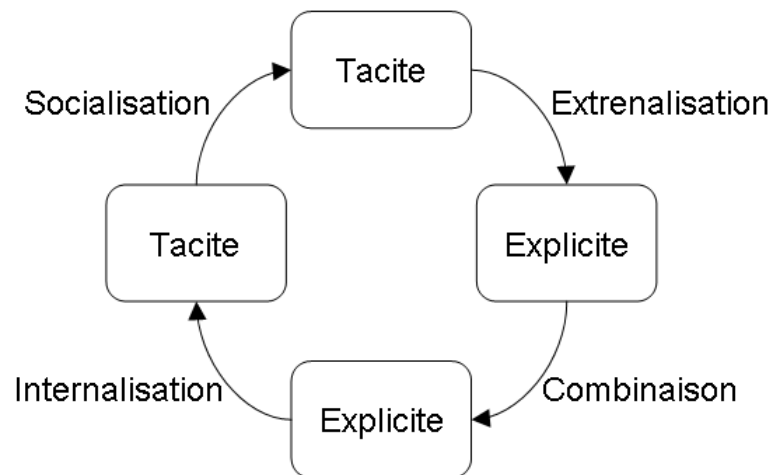 Tacite
Socialisation
Extrenalisation
Tacite
Explicite
Internalisation
Combinaison
Explicite